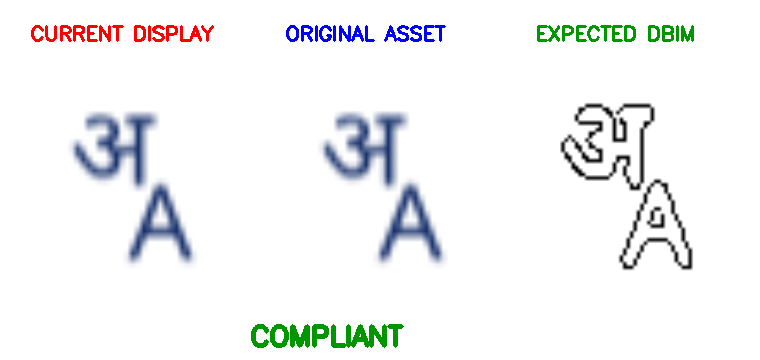 CURRENT DISPLAY ORIGINAL ASSET EXPECTED DBIM
अ अ अ
A A A
COMPLIANT